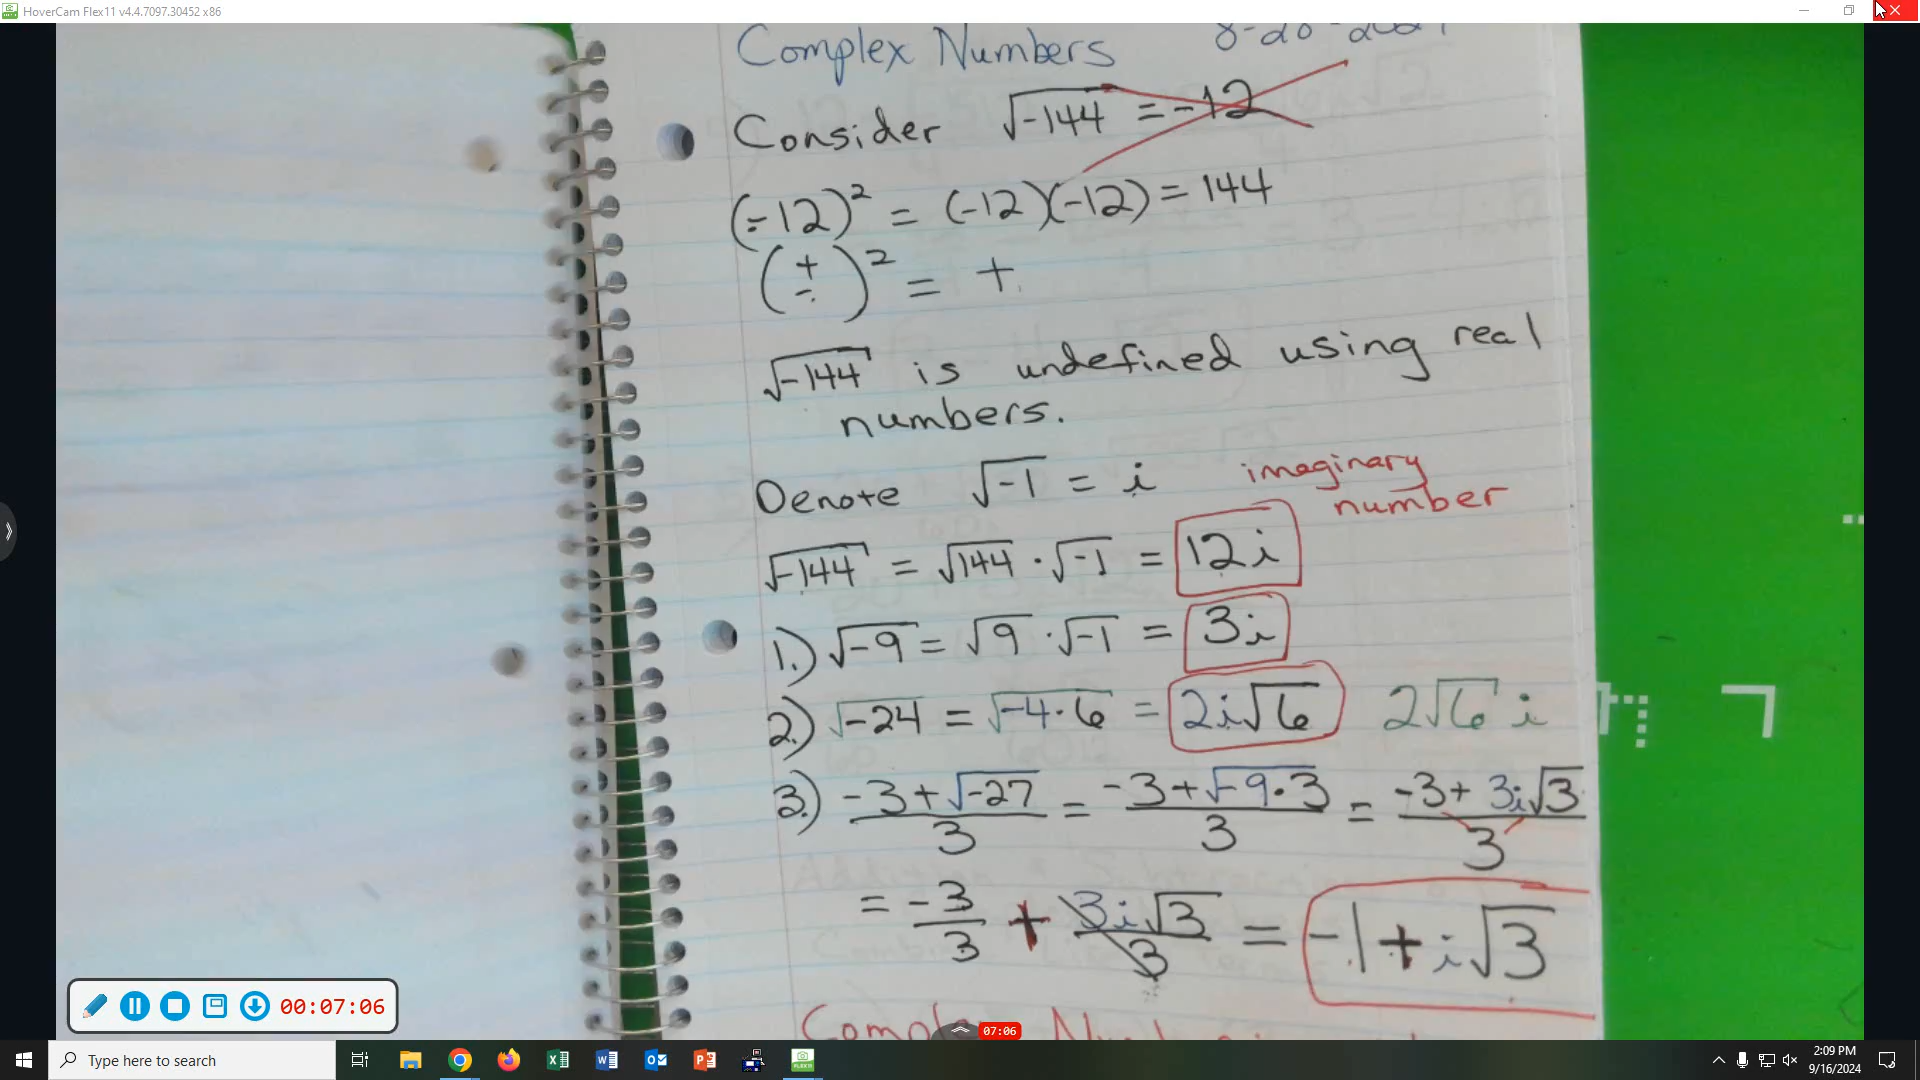 HoverCam Flex11 v4.4.7097.30452 x86
Complex Numbers 8-20-2024
Consider √-144 = -12
(-12)² = (-12)(-12) = 144
(+/-)² = +
√-144 is undefined using real
numbers.
Denote √-1 = i imaginary
number
√-144 = √144 · √-1 = 12i
1.) √-9 = √9 · √-1 = 3i
2.) √-24 = √-4·6 = 2i√6 2√6 i
3.) (-3+√-27)/3 = (-3+√-9·3)/3 = (-3+3i√3)/3
= -3/3 + 3i√3/3 = -1+i√3
00:07:06
07:06
Type here to search
2:09 PM
9/16/2024